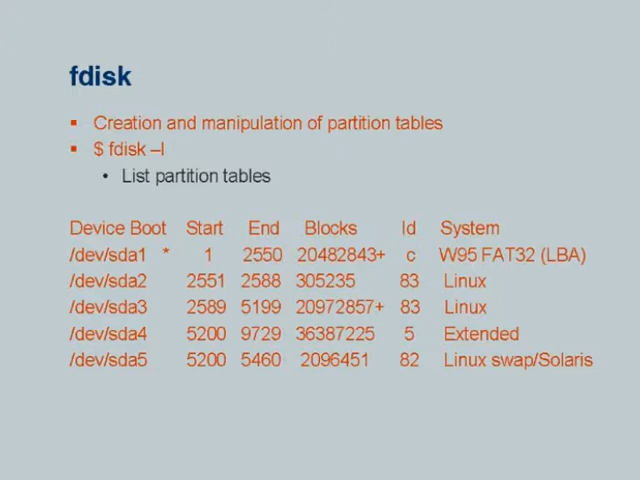 fdisk
▪ Creation and manipulation of partition tables
▪ $ fdisk –l
• List partition tables
Device Boot Start End Blocks Id System
/dev/sda1 * 1 2550 20482843+ c W95 FAT32 (LBA)
/dev/sda2 2551 2588 305235 83 Linux
/dev/sda3 2589 5199 20972857+ 83 Linux
/dev/sda4 5200 9729 36387225 5 Extended
/dev/sda5 5200 5460 2096451 82 Linux swap/Solaris